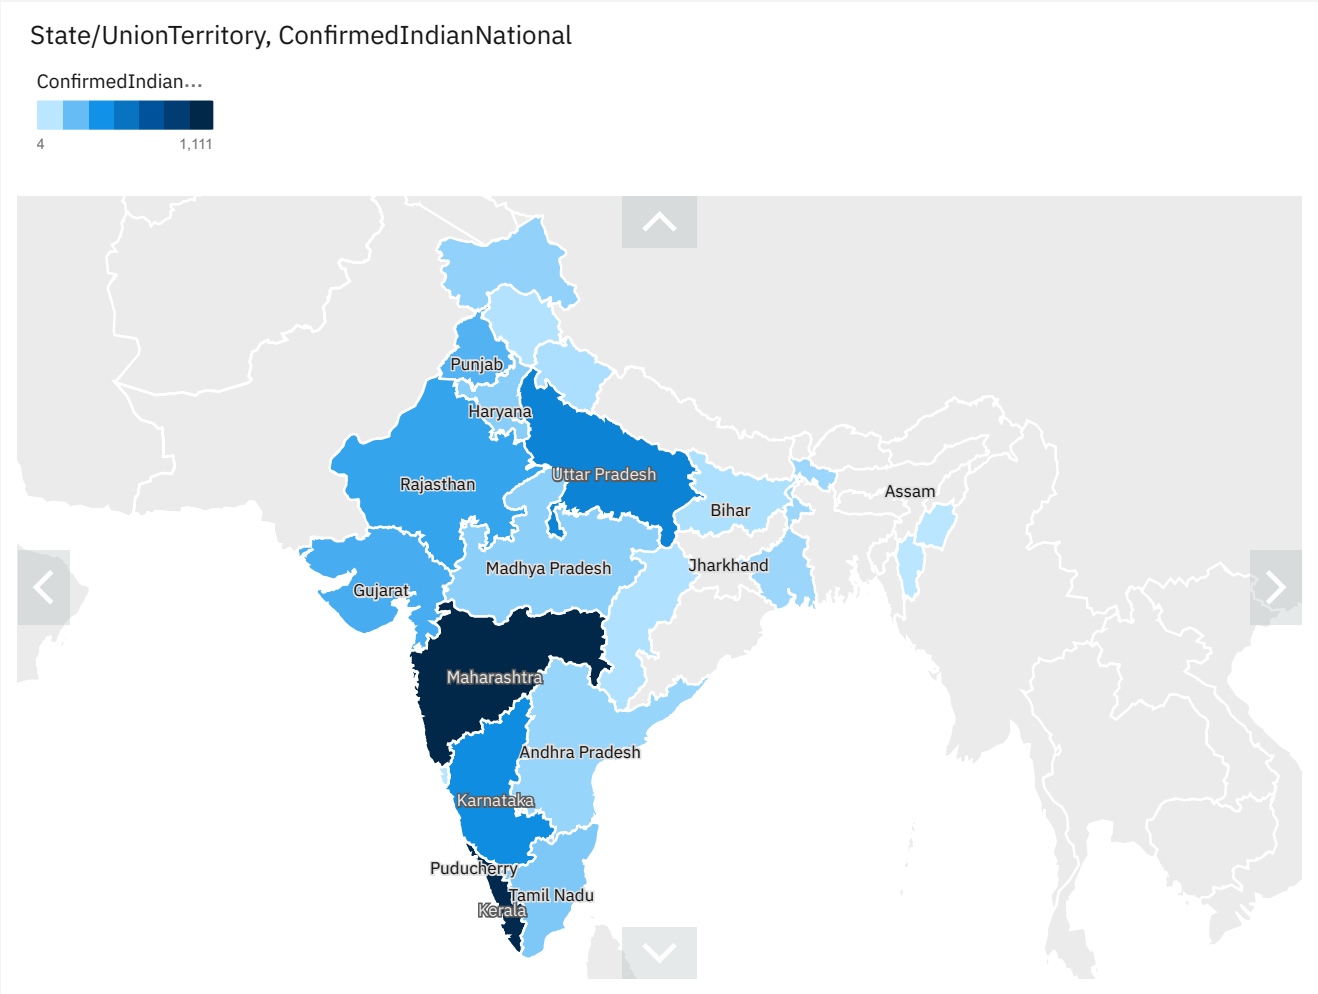 State/UnionTerritory, ConfirmedIndianNational
ConfirmedIndian...
4 1,111
Punjab
Haryana
Uttar Pradesh
Rajasthan
Assam
Bihar
Jharkhand
Madhya Pradesh
Gujarat
Maharashtra
Andhra Pradesh
Karnataka
Puducherry
Tamil Nadu
Kerala